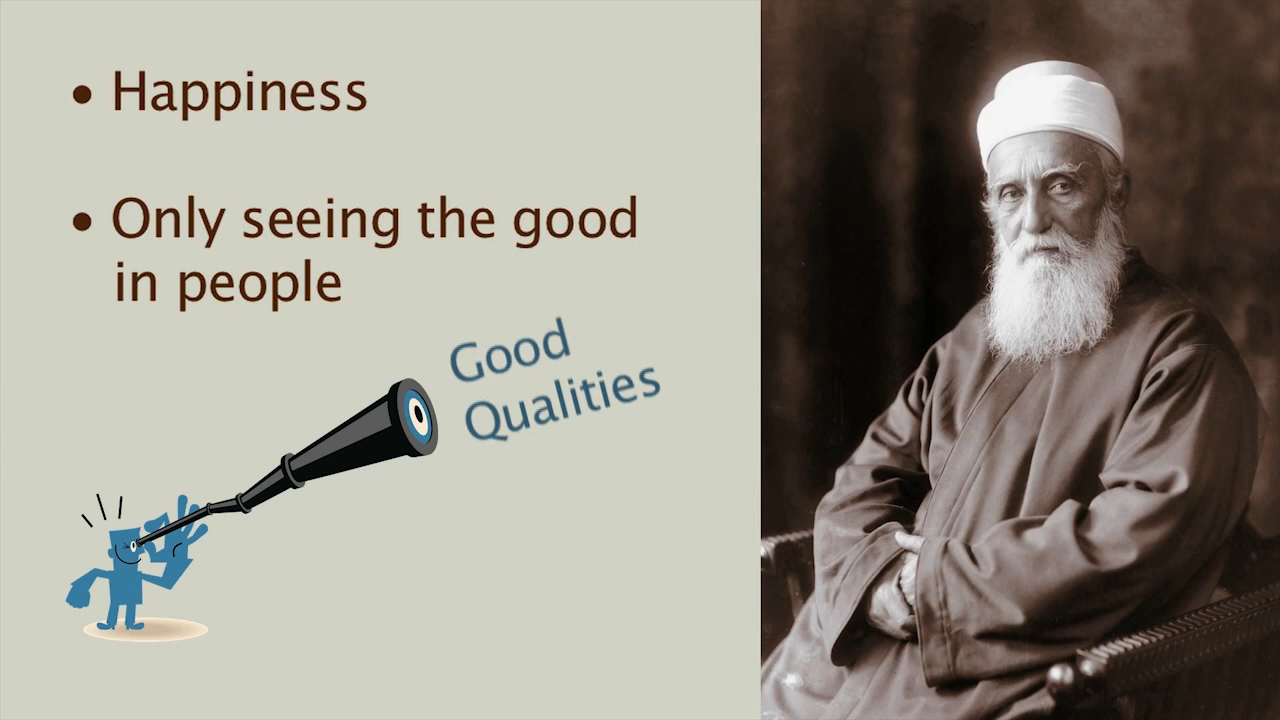 • Happiness
• Only seeing the good
in people
Good
Qualities